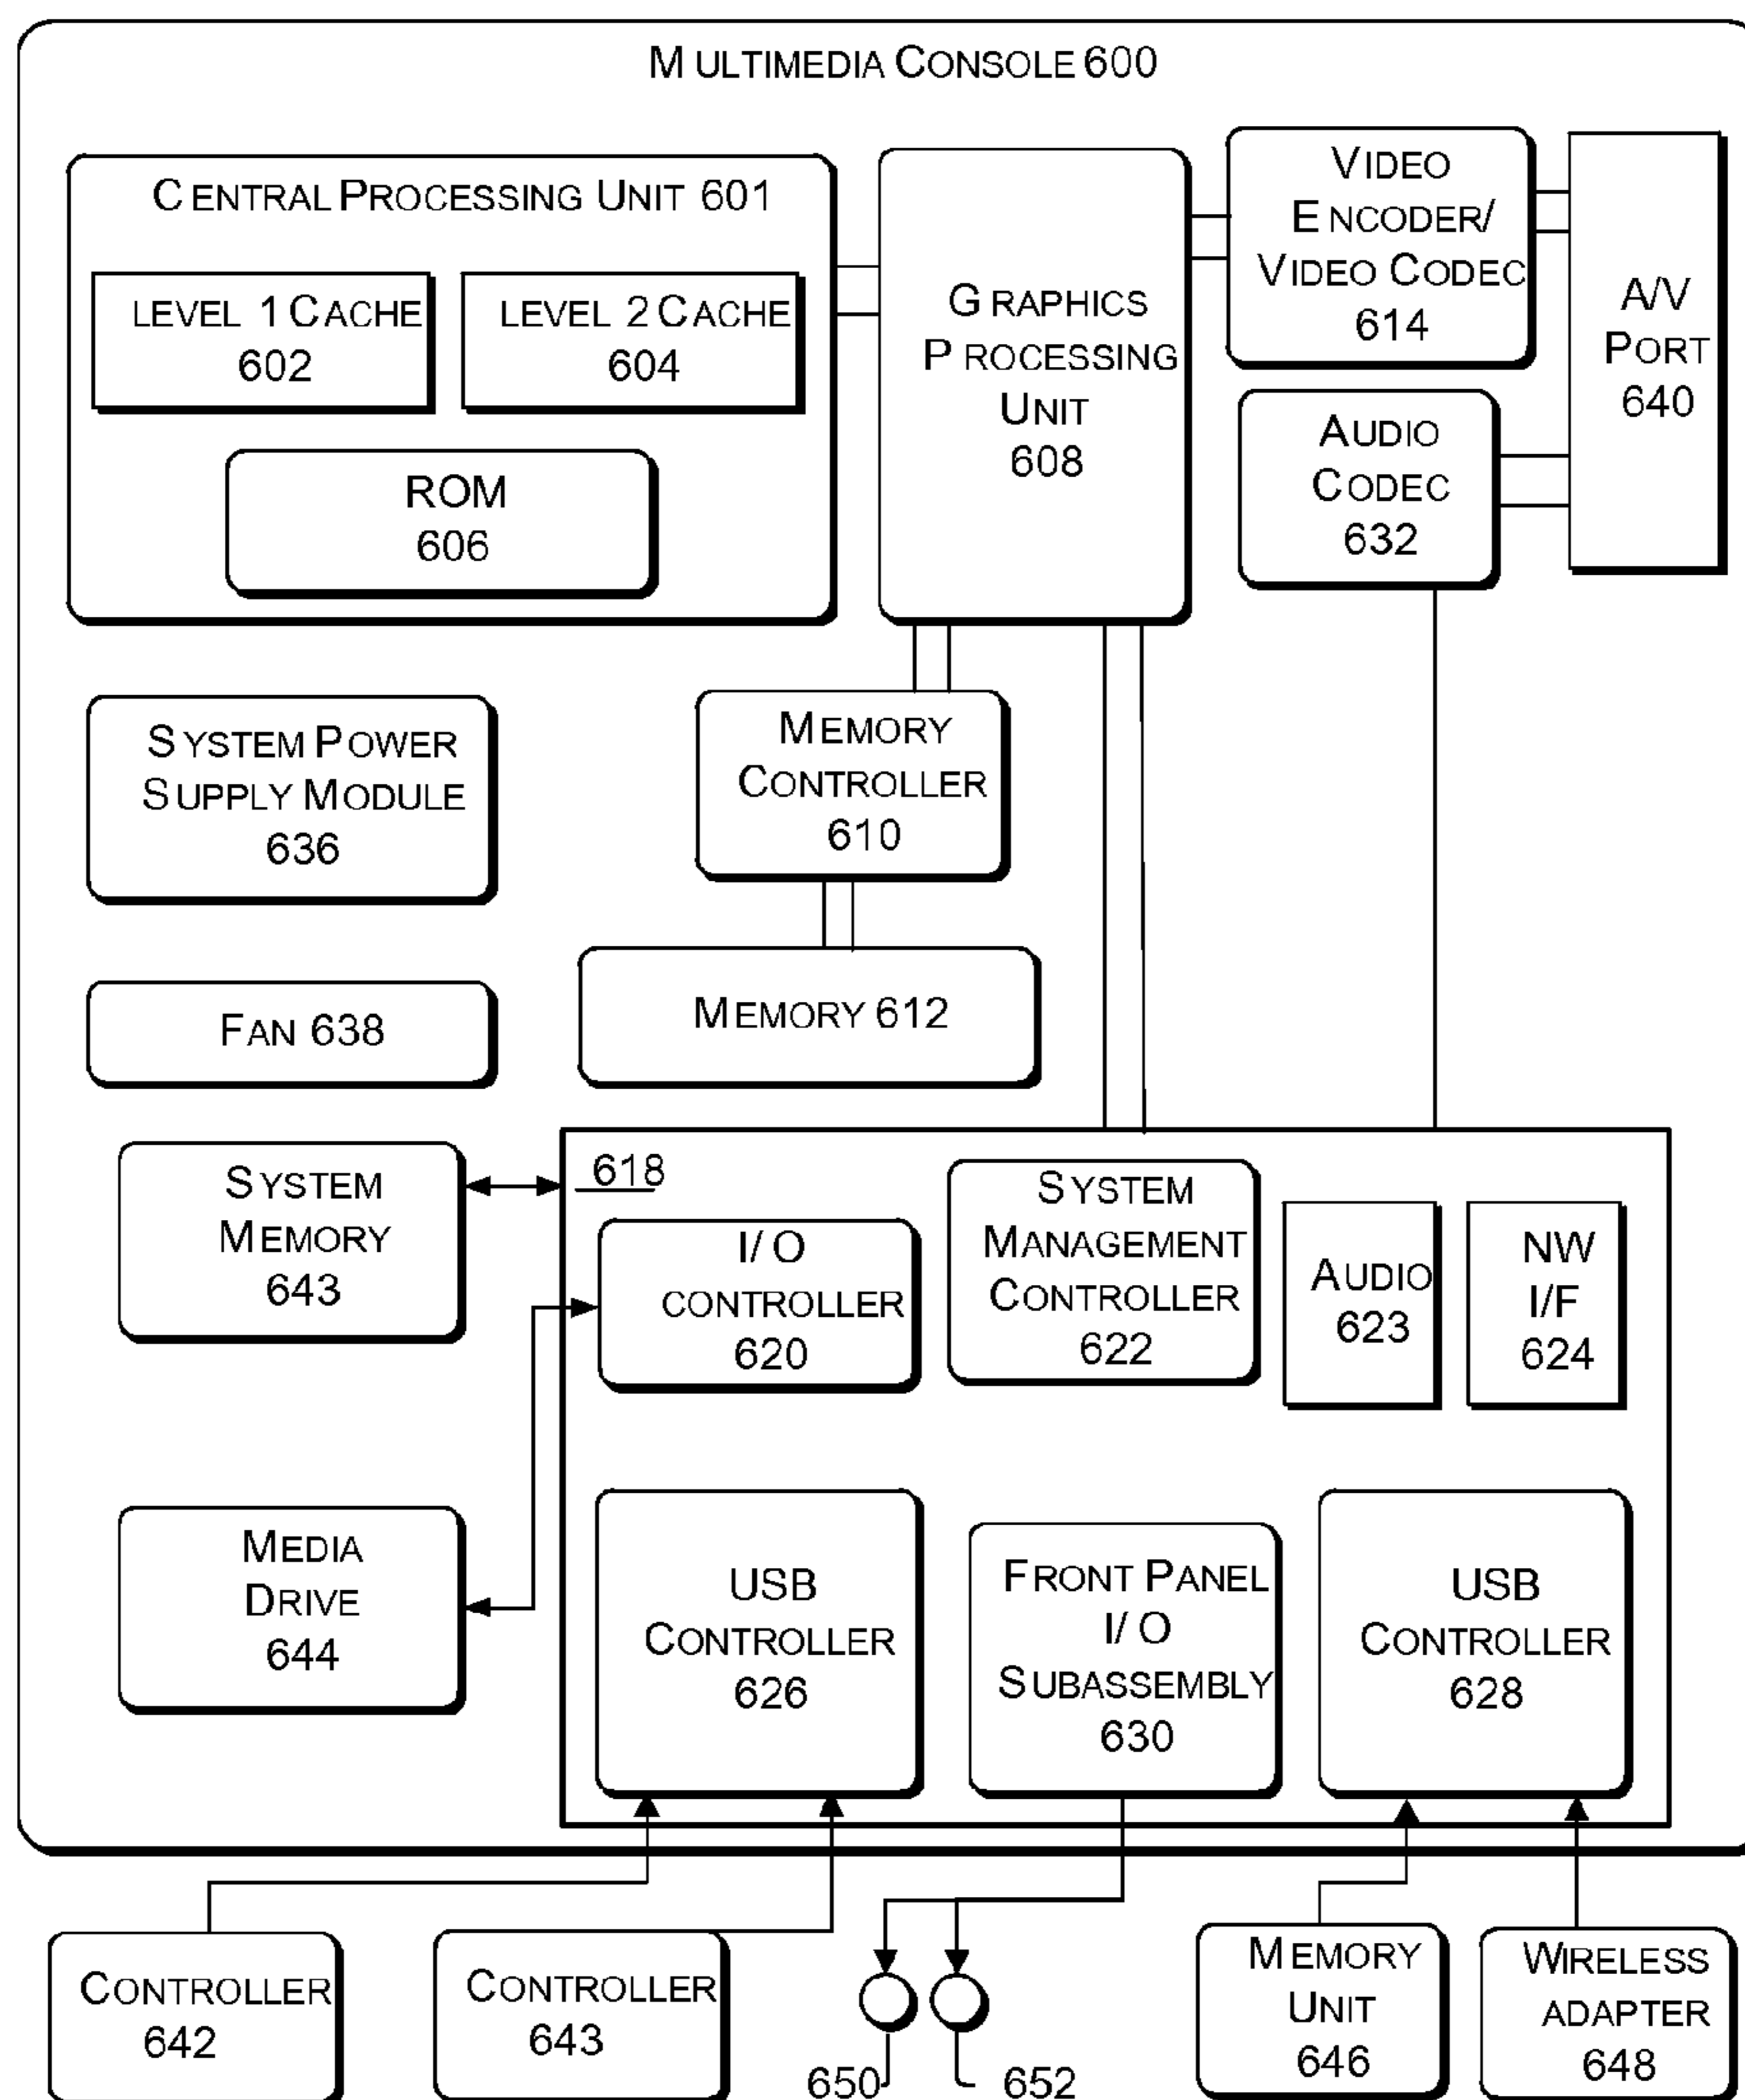 MULTIMEDIA CONSOLE 600
CENTRAL PROCESSING UNIT 601
LEVEL 1 CACHE
602
LEVEL 2 CACHE
604
ROM
606
GRAPHICS
PROCESSING
UNIT
608
VIDEO
ENCODER/
VIDEO CODEC
614
A/V
PORT
640
AUDIO
CODEC
632
SYSTEM POWER
SUPPLY MODULE
636
MEMORY
CONTROLLER
610
FAN 638
MEMORY 612
SYSTEM
MEMORY
643
618
I/O
CONTROLLER
620
SYSTEM
MANAGEMENT
CONTROLLER
622
AUDIO
623
NW
I/F
624
MEDIA
DRIVE
644
USB
CONTROLLER
626
FRONT PANEL
I/O
SUBASSEMBLY
630
USB
CONTROLLER
628
CONTROLLER
642
CONTROLLER
643
650
652
MEMORY
UNIT
646
WIRELESS
ADAPTER
648